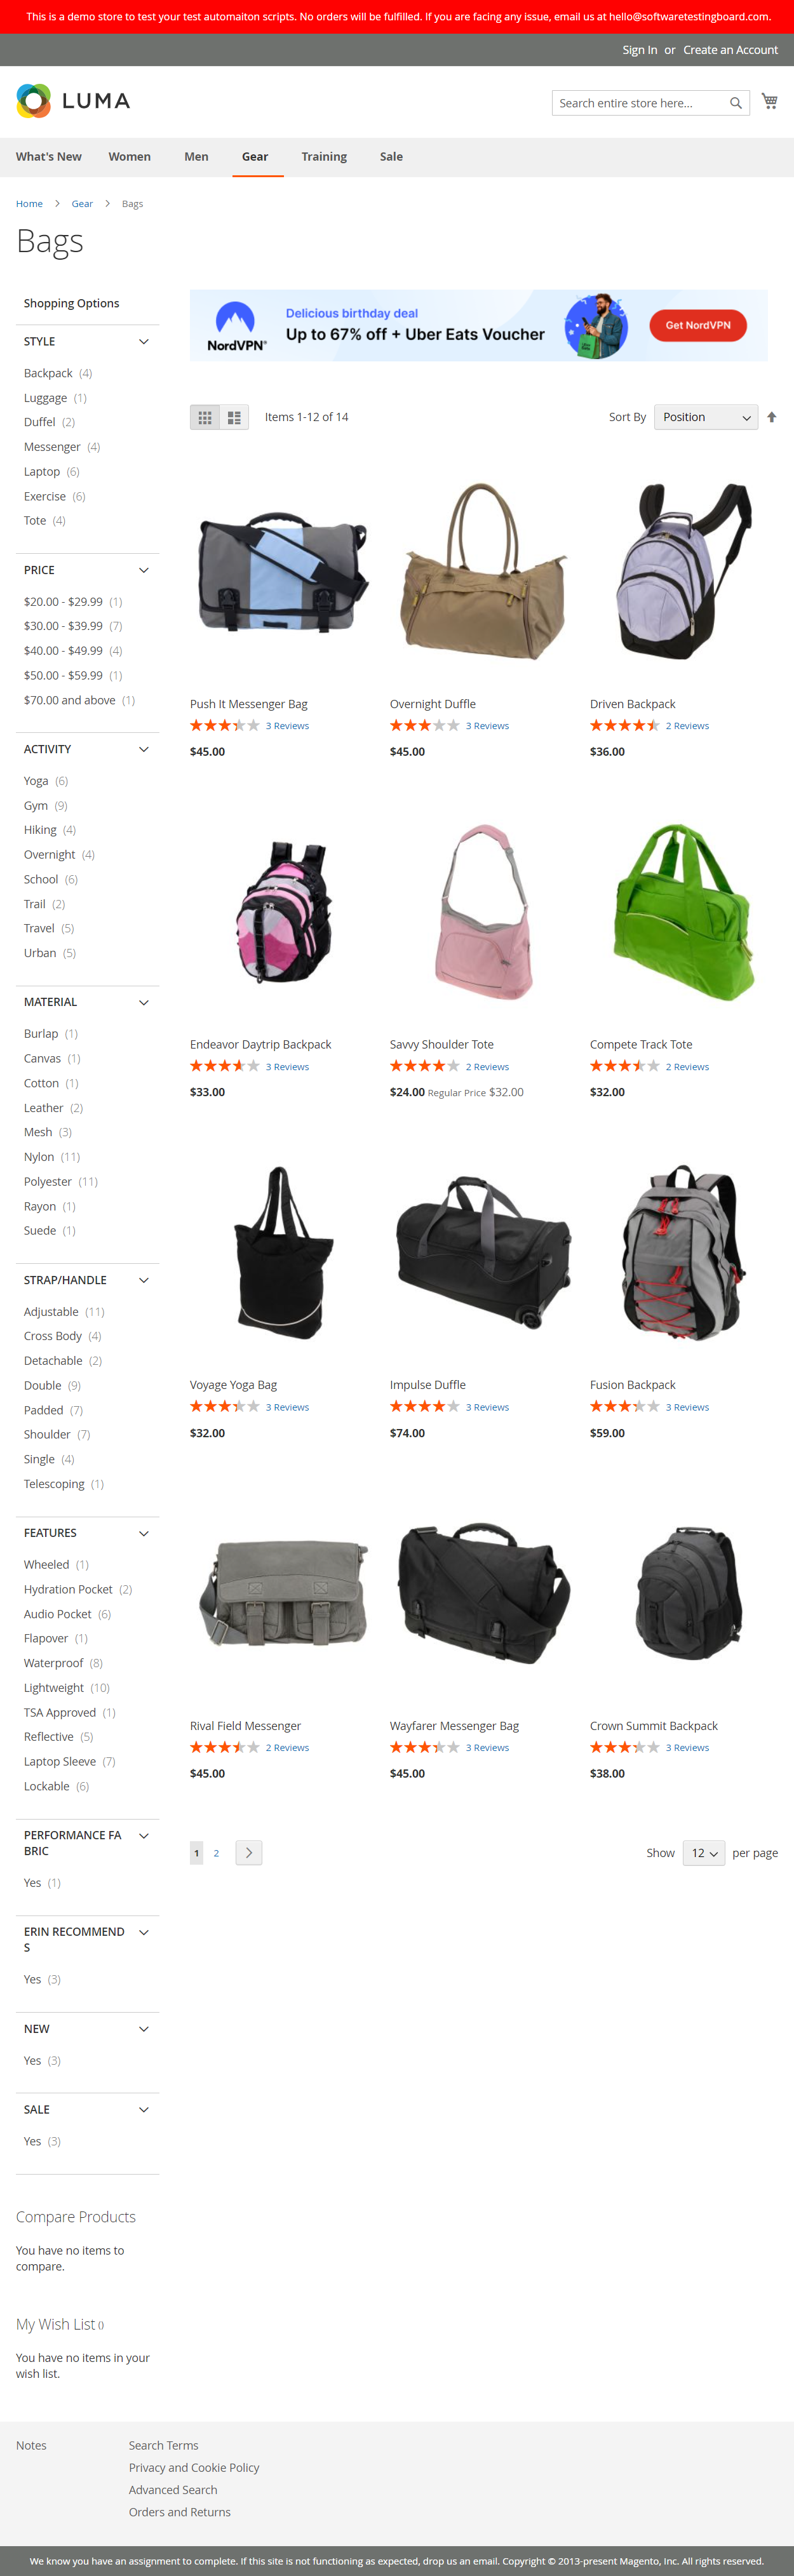 This is a demo store to test your test automaiton scripts. No orders will be fulfilled. If you are facing any issue, email us at hello@softwaretestingboard.com.
Sign In or Create an Account
LUMA
Search entire store here...
What's New Women Men Gear Training Sale
Home > Gear > Bags
Bags
Shopping Options
STYLE
Backpack (4)
Luggage (1)
Duffel (2)
Messenger (4)
Laptop (6)
Exercise (6)
Tote (4)
PRICE
$20.00 - $29.99 (1)
$30.00 - $39.99 (7)
$40.00 - $49.99 (4)
$50.00 - $59.99 (1)
$70.00 and above (1)
ACTIVITY
Yoga (6)
Gym (9)
Hiking (4)
Overnight (4)
School (6)
Trail (2)
Travel (5)
Urban (5)
MATERIAL
Burlap (1)
Canvas (1)
Cotton (1)
Leather (2)
Mesh (3)
Nylon (11)
Polyester (11)
Rayon (1)
Suede (1)
STRAP/HANDLE
Adjustable (11)
Cross Body (4)
Detachable (2)
Double (9)
Padded (7)
Shoulder (7)
Single (4)
Telescoping (1)
FEATURES
Wheeled (1)
Hydration Pocket (2)
Audio Pocket (6)
Flapover (1)
Waterproof (8)
Lightweight (10)
TSA Approved (1)
Reflective (5)
Laptop Sleeve (7)
Lockable (6)
PERFORMANCE FA
BRIC
Yes (1)
ERIN RECOMMEND
S
Yes (3)
NEW
Yes (3)
SALE
Yes (3)
Compare Products
You have no items to
compare.
My Wish List ()
You have no items in your
wish list.
NordVPN®
Delicious birthday deal
Up to 67% off + Uber Eats Voucher
Get NordVPN
Items 1-12 of 14
Sort By Position
Push It Messenger Bag
3 Reviews
$45.00
Overnight Duffle
3 Reviews
$45.00
Driven Backpack
2 Reviews
$36.00
Endeavor Daytrip Backpack
3 Reviews
$33.00
Savvy Shoulder Tote
2 Reviews
$24.00 Regular Price $32.00
Compete Track Tote
2 Reviews
$32.00
Voyage Yoga Bag
3 Reviews
$32.00
Impulse Duffle
3 Reviews
$74.00
Fusion Backpack
3 Reviews
$59.00
Rival Field Messenger
2 Reviews
$45.00
Wayfarer Messenger Bag
3 Reviews
$45.00
Crown Summit Backpack
3 Reviews
$38.00
1 2
Show 12 per page
Notes
Search Terms
Privacy and Cookie Policy
Advanced Search
Orders and Returns
We know you have an assignment to complete. If this site is not functioning as expected, drop us an email. Copyright © 2013-present Magento, Inc. All rights reserved.